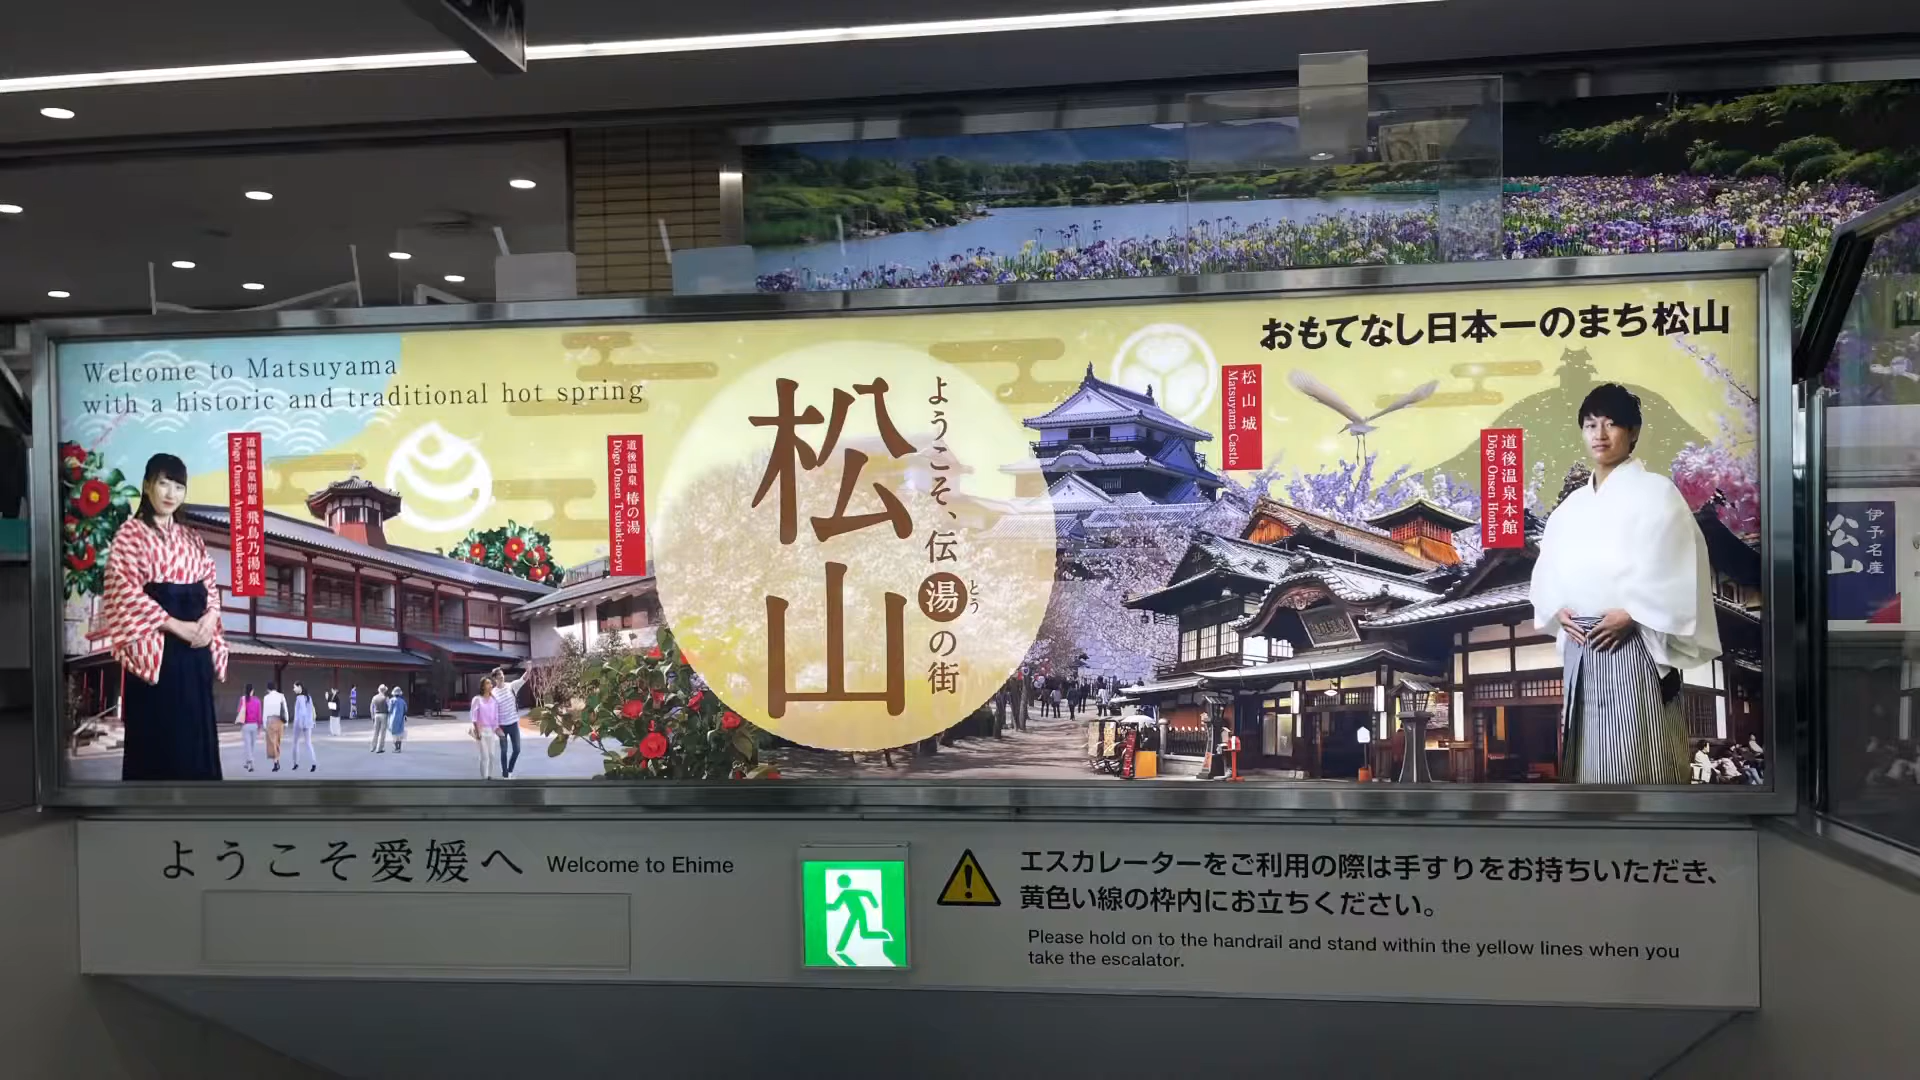 Welcome to Matsuyama
with a historic and traditional hot spring
おもてなし日本一のまち松山
道後温泉別館 飛鳥乃湯泉
Dōgo Onsen Annex Asuka-no-yu
道後温泉 椿の湯
Dōgo Onsen Tsubaki-no-yu
松山
ようこそ、伝湯の街
とう
松山城
Matsuyama Castle
道後温泉本館
Dōgo Onsen Honkan
伊予名産
松山
ようこそ愛媛へ Welcome to Ehime
エスカレーターをご利用の際は手すりをお持ちいただき、
黄色い線の枠内にお立ちください。
Please hold on to the handrail and stand within the yellow lines when you
take the escalator.